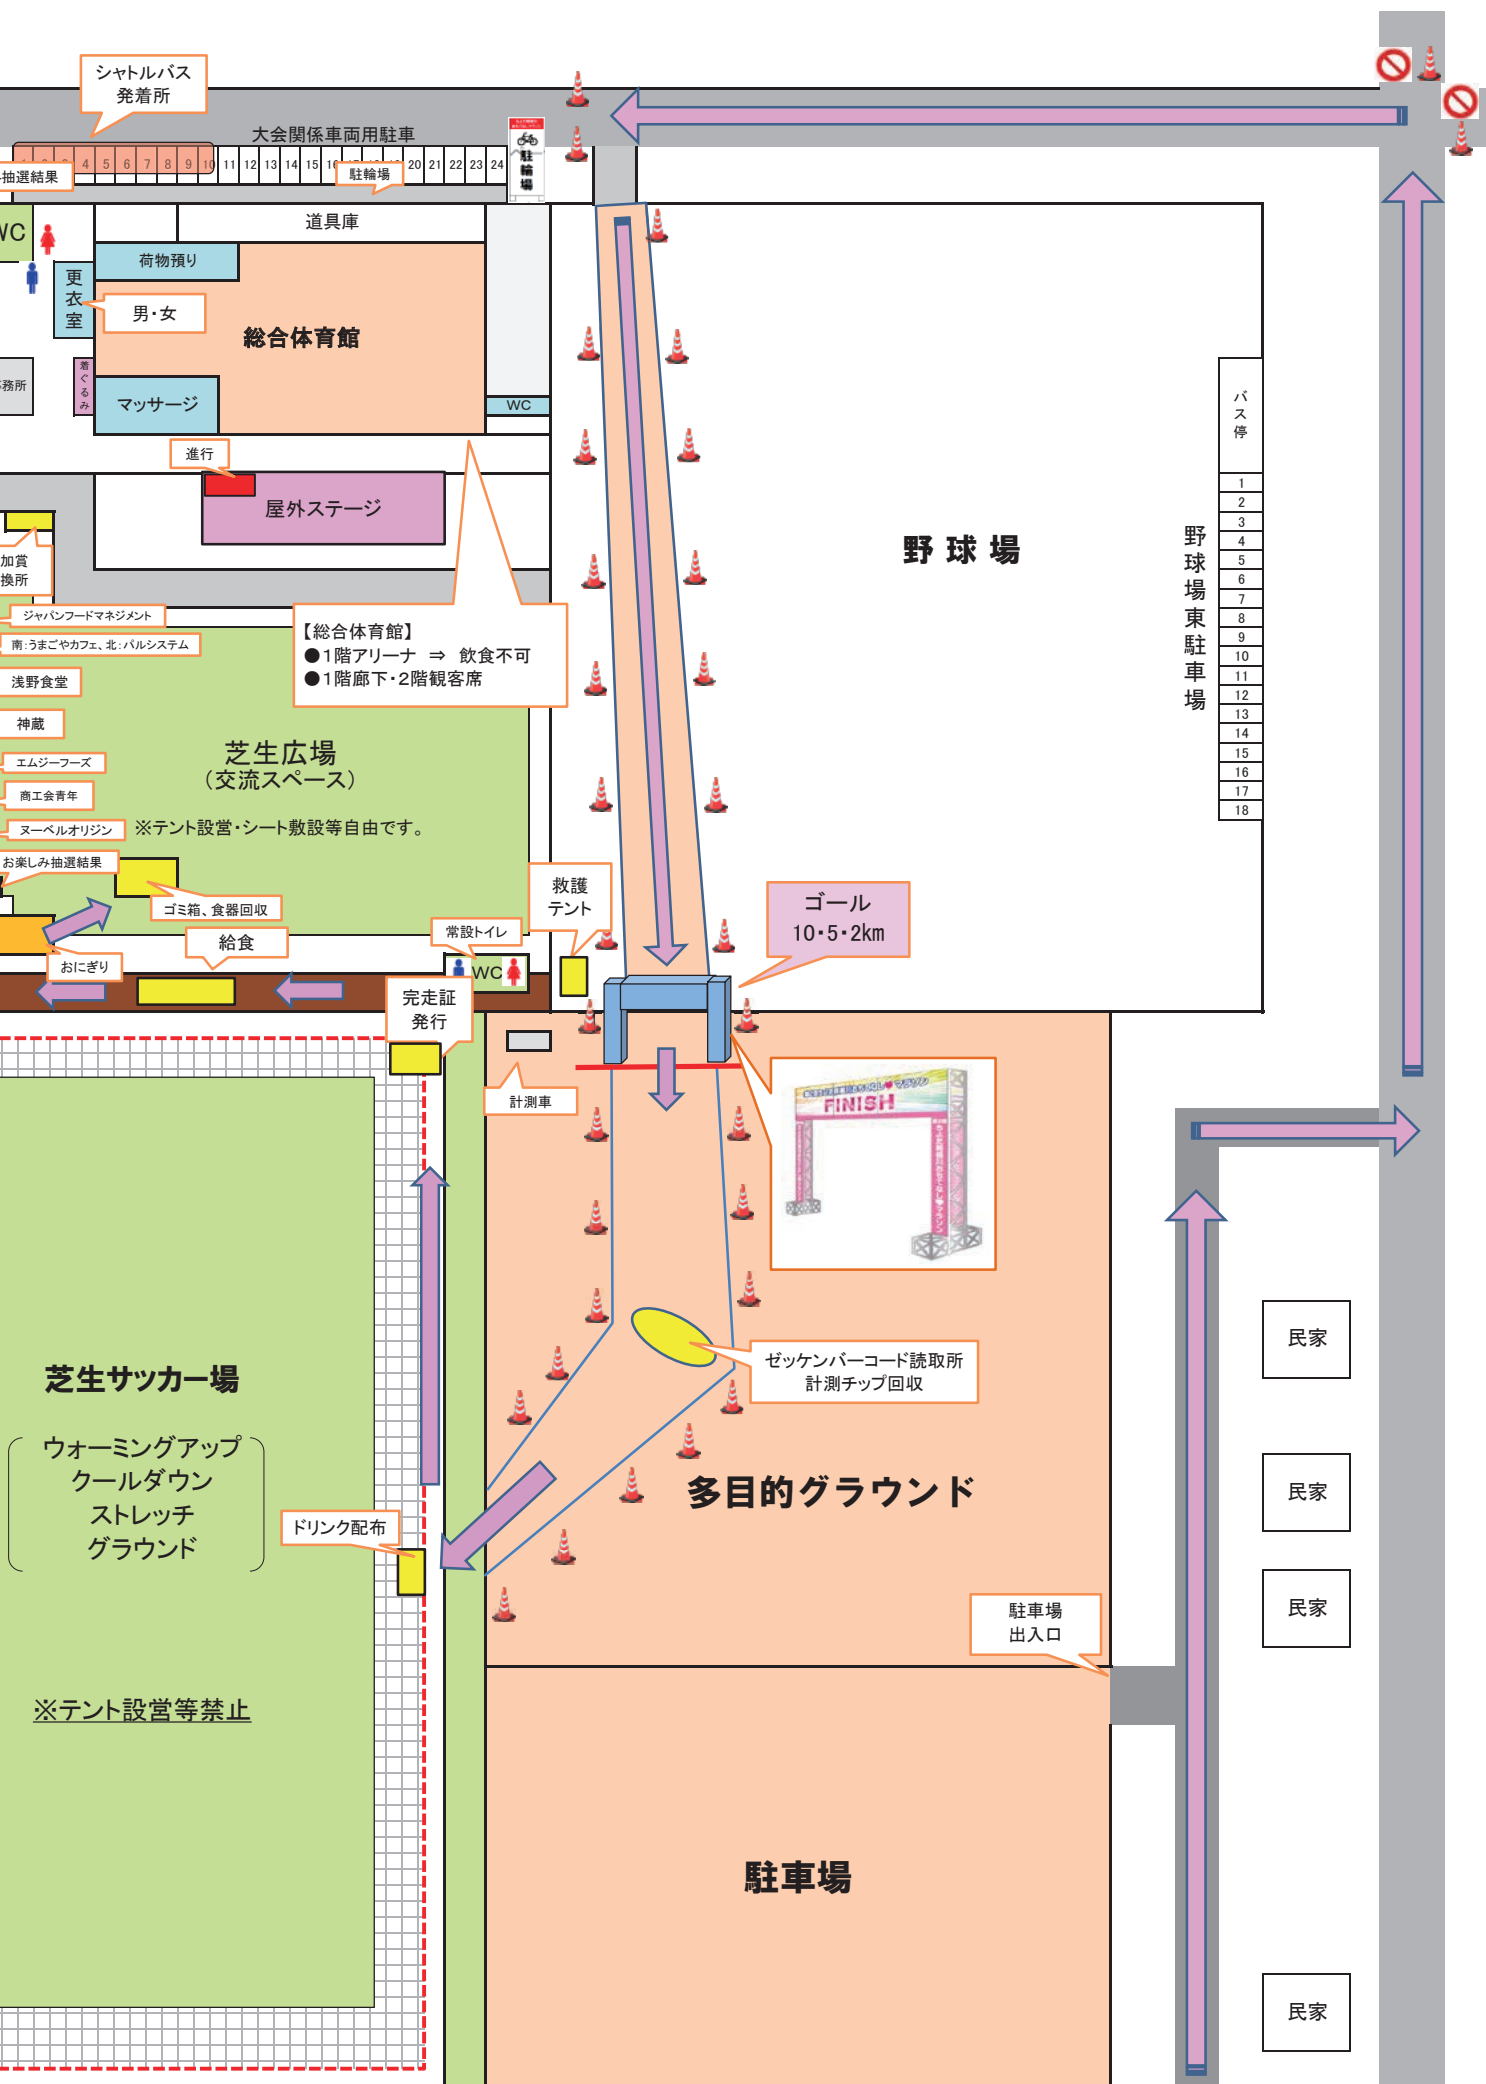 シャトルバス
発着所
大会関係車両用駐車
4 5 6 7 8 9 10 11 12 13 14 15 20 21 22 23 24
抽選結果
駐輪場
駐輪場
WC
道具庫
荷物預り
更衣室
男・女
総合体育館
着ぐるみ
務所
マッサージ
WC
進行
屋外ステージ
バス停
1
2
3
4
5
6
7
8
9
10
11
12
13
14
15
16
17
18
野球場
野球場東駐車場
加賞
換所
ジャパンフードマネジメント
南:うまごやカフェ、北:パルシステム
浅野食堂
神蔵
エムジーフーズ
商工会青年
ヌーベルオリジン
お楽しみ抽選結果
【総合体育館】
●1階アリーナ ⇒ 飲食不可
●1階廊下・2階観客席
芝生広場
（交流スペース）
※テント設営・シート敷設等自由です。
ゴミ箱、食器回収
給食
おにぎり
常設トイレ
WC
救護
テント
ゴール
10・5・2km
完走証
発行
計測車
FINISH
ゼッケンバーコード読取所
計測チップ回収
芝生サッカー場
ウォーミングアップ
クールダウン
ストレッチ
グラウンド
ドリンク配布
※テント設営等禁止
多目的グラウンド
駐車場
出入口
駐車場
民家
民家
民家
民家